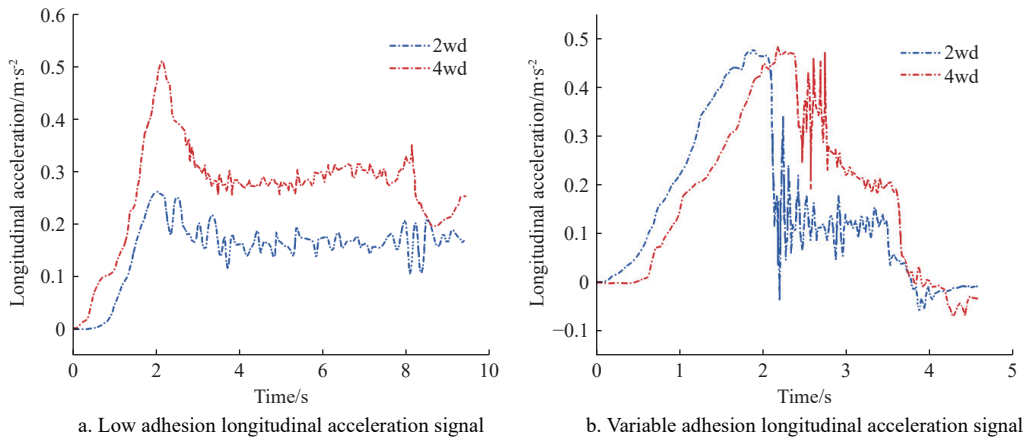 0.6
0.5
0.4
0.3
0.2
0.1
0
Longitudinal acceleration/m·s⁻²
2wd
4wd
0 2 4 6 8 10
Time/s
a. Low adhesion longitudinal acceleration signal
0.5
0.4
0.3
0.2
0.1
0
−0.1
Longitudinal acceleration/m·s⁻²
2wd
4wd
0 1 2 3 4 5
Time/s
b. Variable adhesion longitudinal acceleration signal